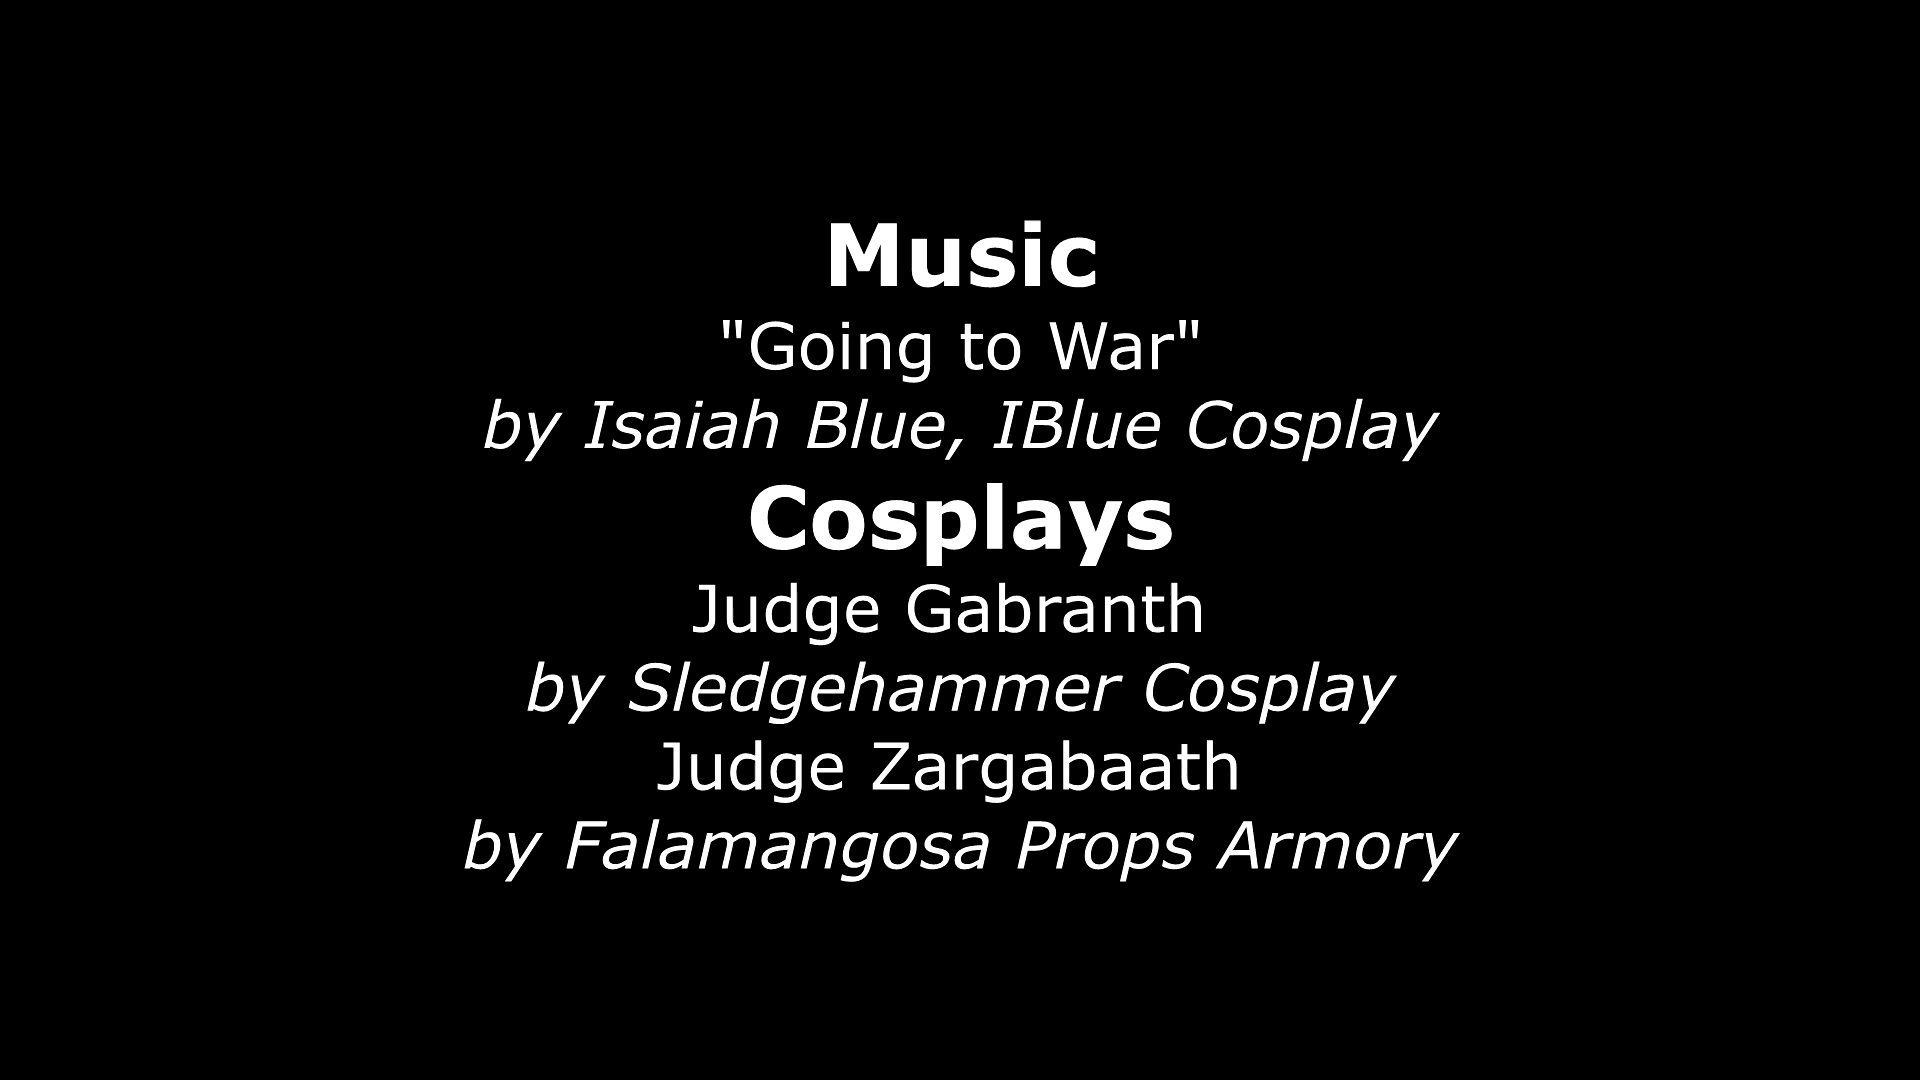 Music
"Going to War"
by Isaiah Blue, IBlue Cosplay
Cosplays
Judge Gabranth
by Sledgehammer Cosplay
Judge Zargabaath
by Falamangosa Props Armory